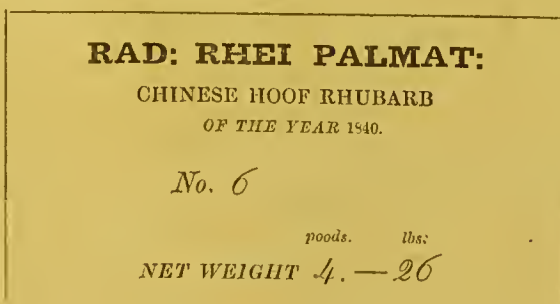 RAD: RHEI PALMAT:
CHINESE HOOF RHUBARB
OF THE YEAR 1840.
No. 6
poods. lbs:
NET WEIGHT 4. — 26